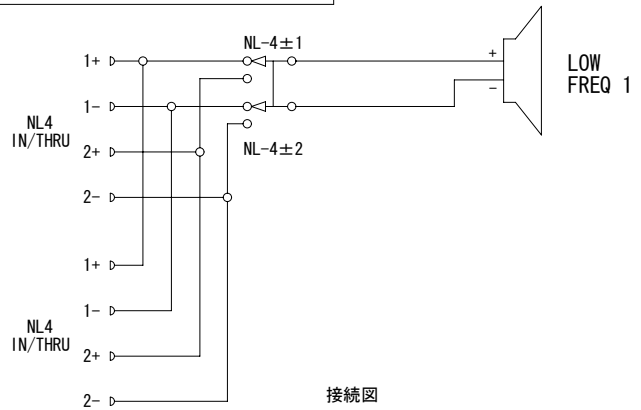 NL-4±1
1+
1-
NL4
IN/THRU
2+
2-
NL-4±2
+
-
LOW
FREQ 1
1+
1-
NL4
IN/THRU
2+
2-
接続図